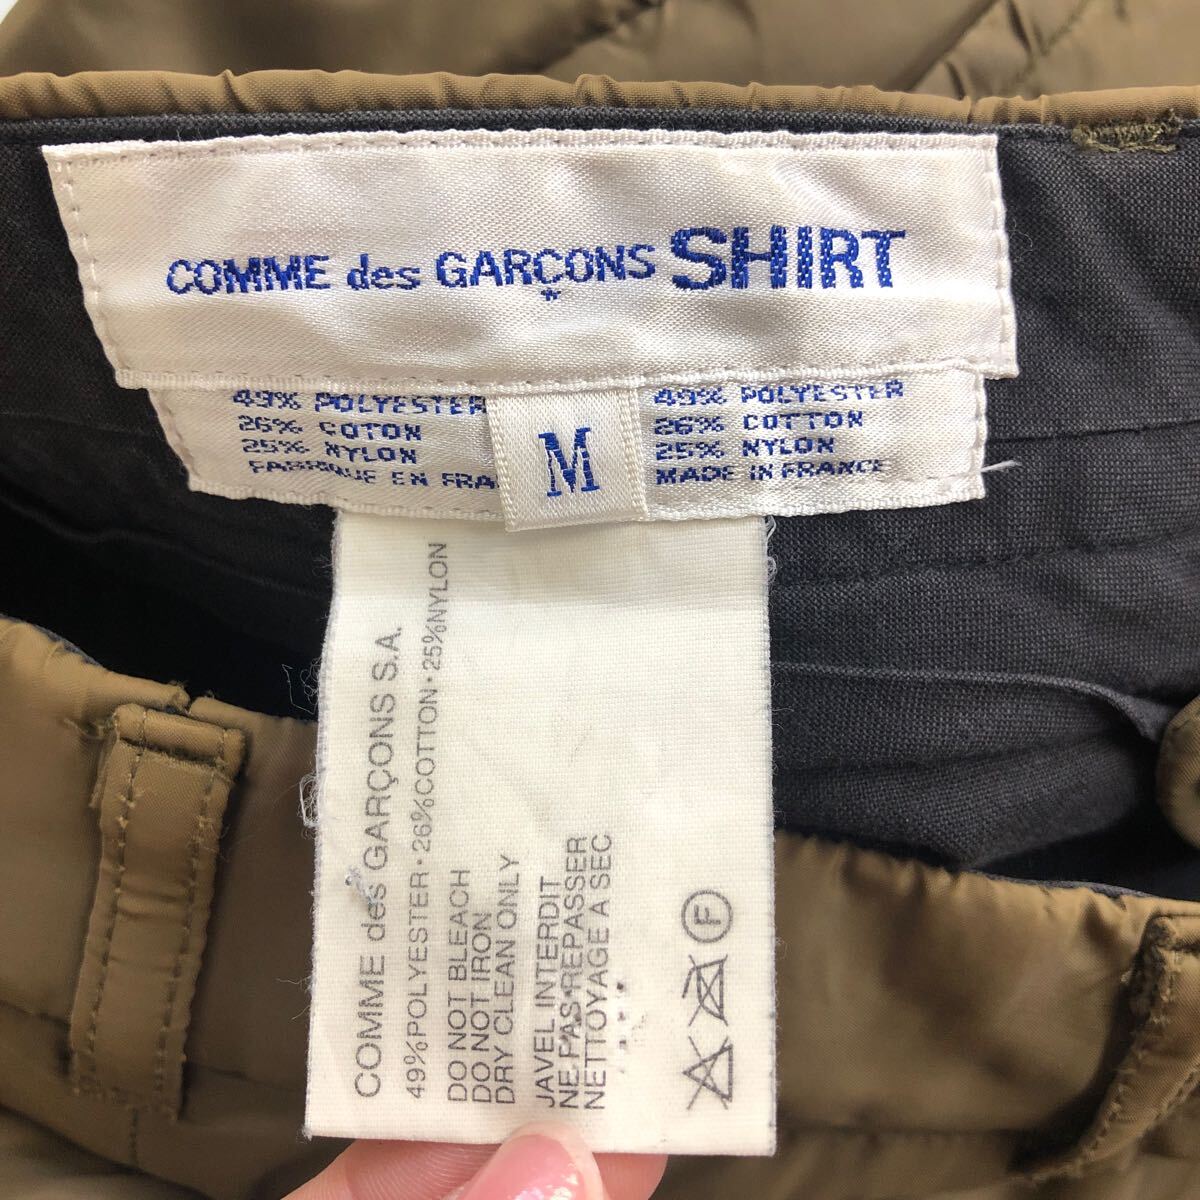 COMME des GARÇONS SHIRT
*
49% POLYESTER
26% COTON
25% NYLON
FABRIQUE EN FRA
M
49% POLYESTER
26% COTTON
25% NYLON
MADE IN FRANCE
COMME des GARÇONS S.A.
49%POLYESTER·26%COTTON·25%NYLON
DO NOT BLEACH
DO NOT IRON
DRY CLEAN ONLY
JAVEL INTERDIT
NE PAS REPASSER
NETTOYAGE A SEC
F